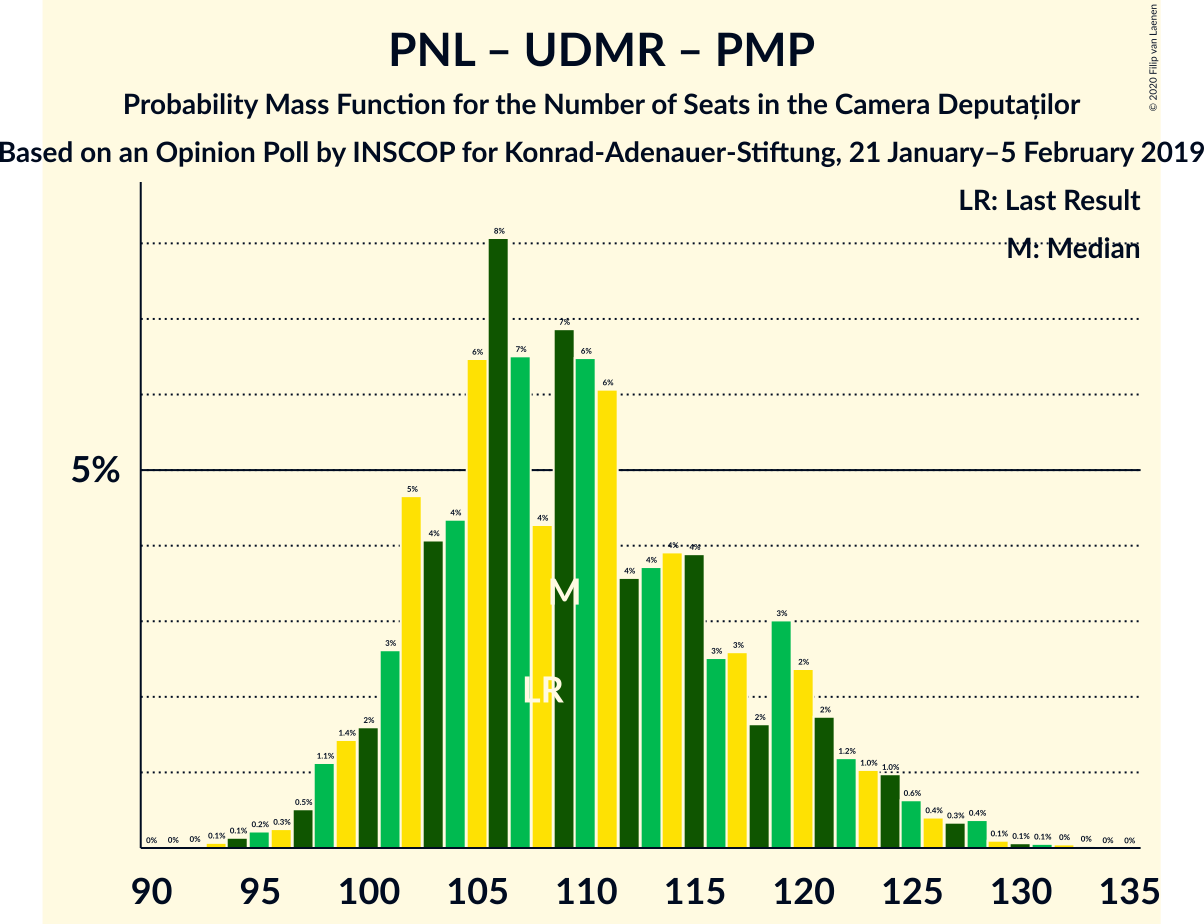 © 2020 Filip van Laenen
PNL – UDMR – PMP
Probability Mass Function for the Number of Seats in the Camera Deputaților
Based on an Opinion Poll by INSCOP for Konrad-Adenauer-Stiftung, 21 January–5 February 2019
LR: Last Result
M: Median
5%
0% 0% 0% 0.1% 0.1% 0.2% 0.3% 0.5% 1.1% 1.4% 2% 3% 5% 4% 4% 6% 8% 7% 4% 7% 6% 6% 4% 4% 4% 4% 3% 3% 2% 3% 2% 2% 1.2% 1.0% 1.0% 0.6% 0.4% 0.3% 0.4% 0.1% 0.1% 0.1% 0% 0% 0% 0%
M
LR
90 95 100 105 110 115 120 125 130 135